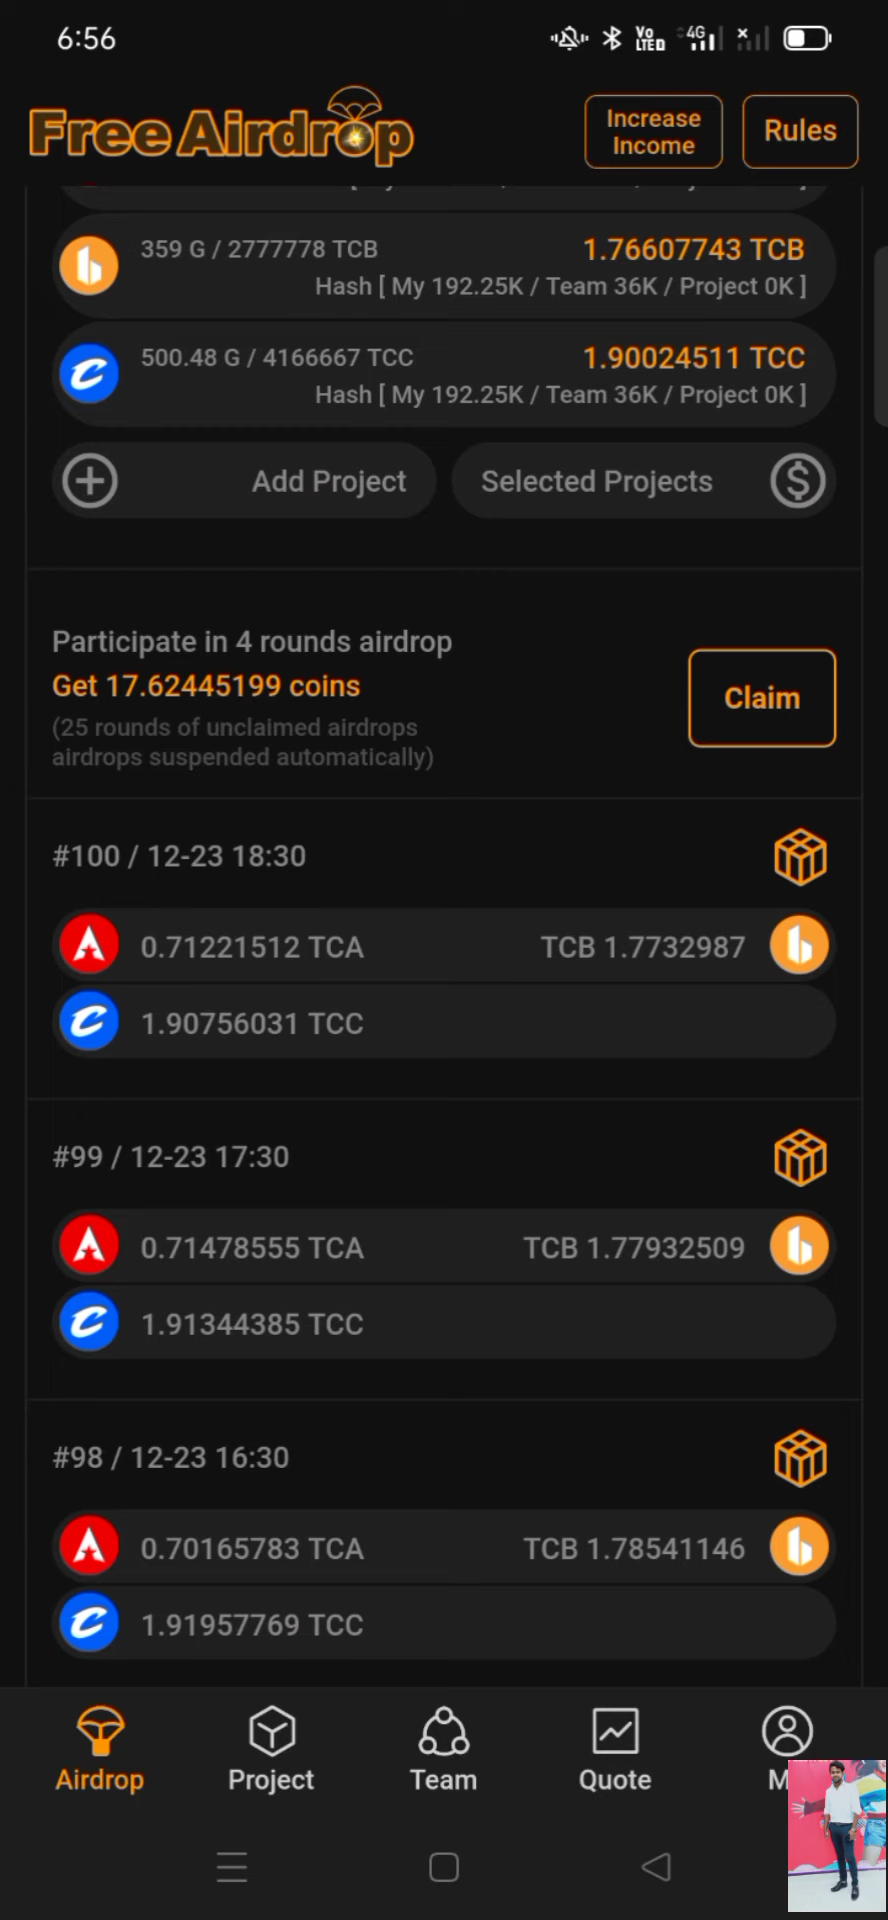 6:56
Vo
LTE
4G
Free Airdrop
Increase
Income
Rules
359 G / 2777778 TCB
1.76607743 TCB
Hash [ My 192.25K / Team 36K / Project 0K ]
500.48 G / 4166667 TCC
1.90024511 TCC
Hash [ My 192.25K / Team 36K / Project 0K ]
Add Project
Selected Projects
Participate in 4 rounds airdrop
Get 17.62445199 coins
(25 rounds of unclaimed airdrops
airdrops suspended automatically)
Claim
#100 / 12-23 18:30
0.71221512 TCA
TCB 1.7732987
1.90756031 TCC
#99 / 12-23 17:30
0.71478555 TCA
TCB 1.77932509
1.91344385 TCC
#98 / 12-23 16:30
0.70165783 TCA
TCB 1.78541146
1.91957769 TCC
Airdrop
Project
Team
Quote